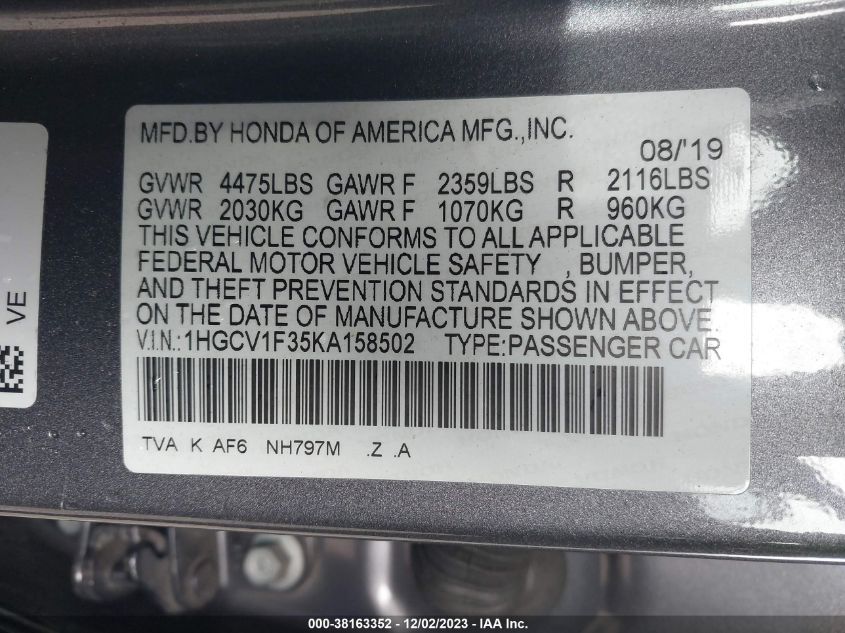 MFD.BY HONDA OF AMERICA MFG.,INC.
08/'19
GVWR 4475LBS GAWR F 2359LBS R 2116LBS
GVWR 2030KG GAWR F 1070KG R 960KG
THIS VEHICLE CONFORMS TO ALL APPLICABLE
FEDERAL MOTOR VEHICLE SAFETY , BUMPER,
AND THEFT PREVENTION STANDARDS IN EFFECT
ON THE DATE OF MANUFACTURE SHOWN ABOVE.
V.I.N.:1HGCV1F35KA158502 TYPE:PASSENGER CAR
TVA K AF6 NH797M .Z .A
VE
000-38163352 - 12/02/2023 - IAA Inc.